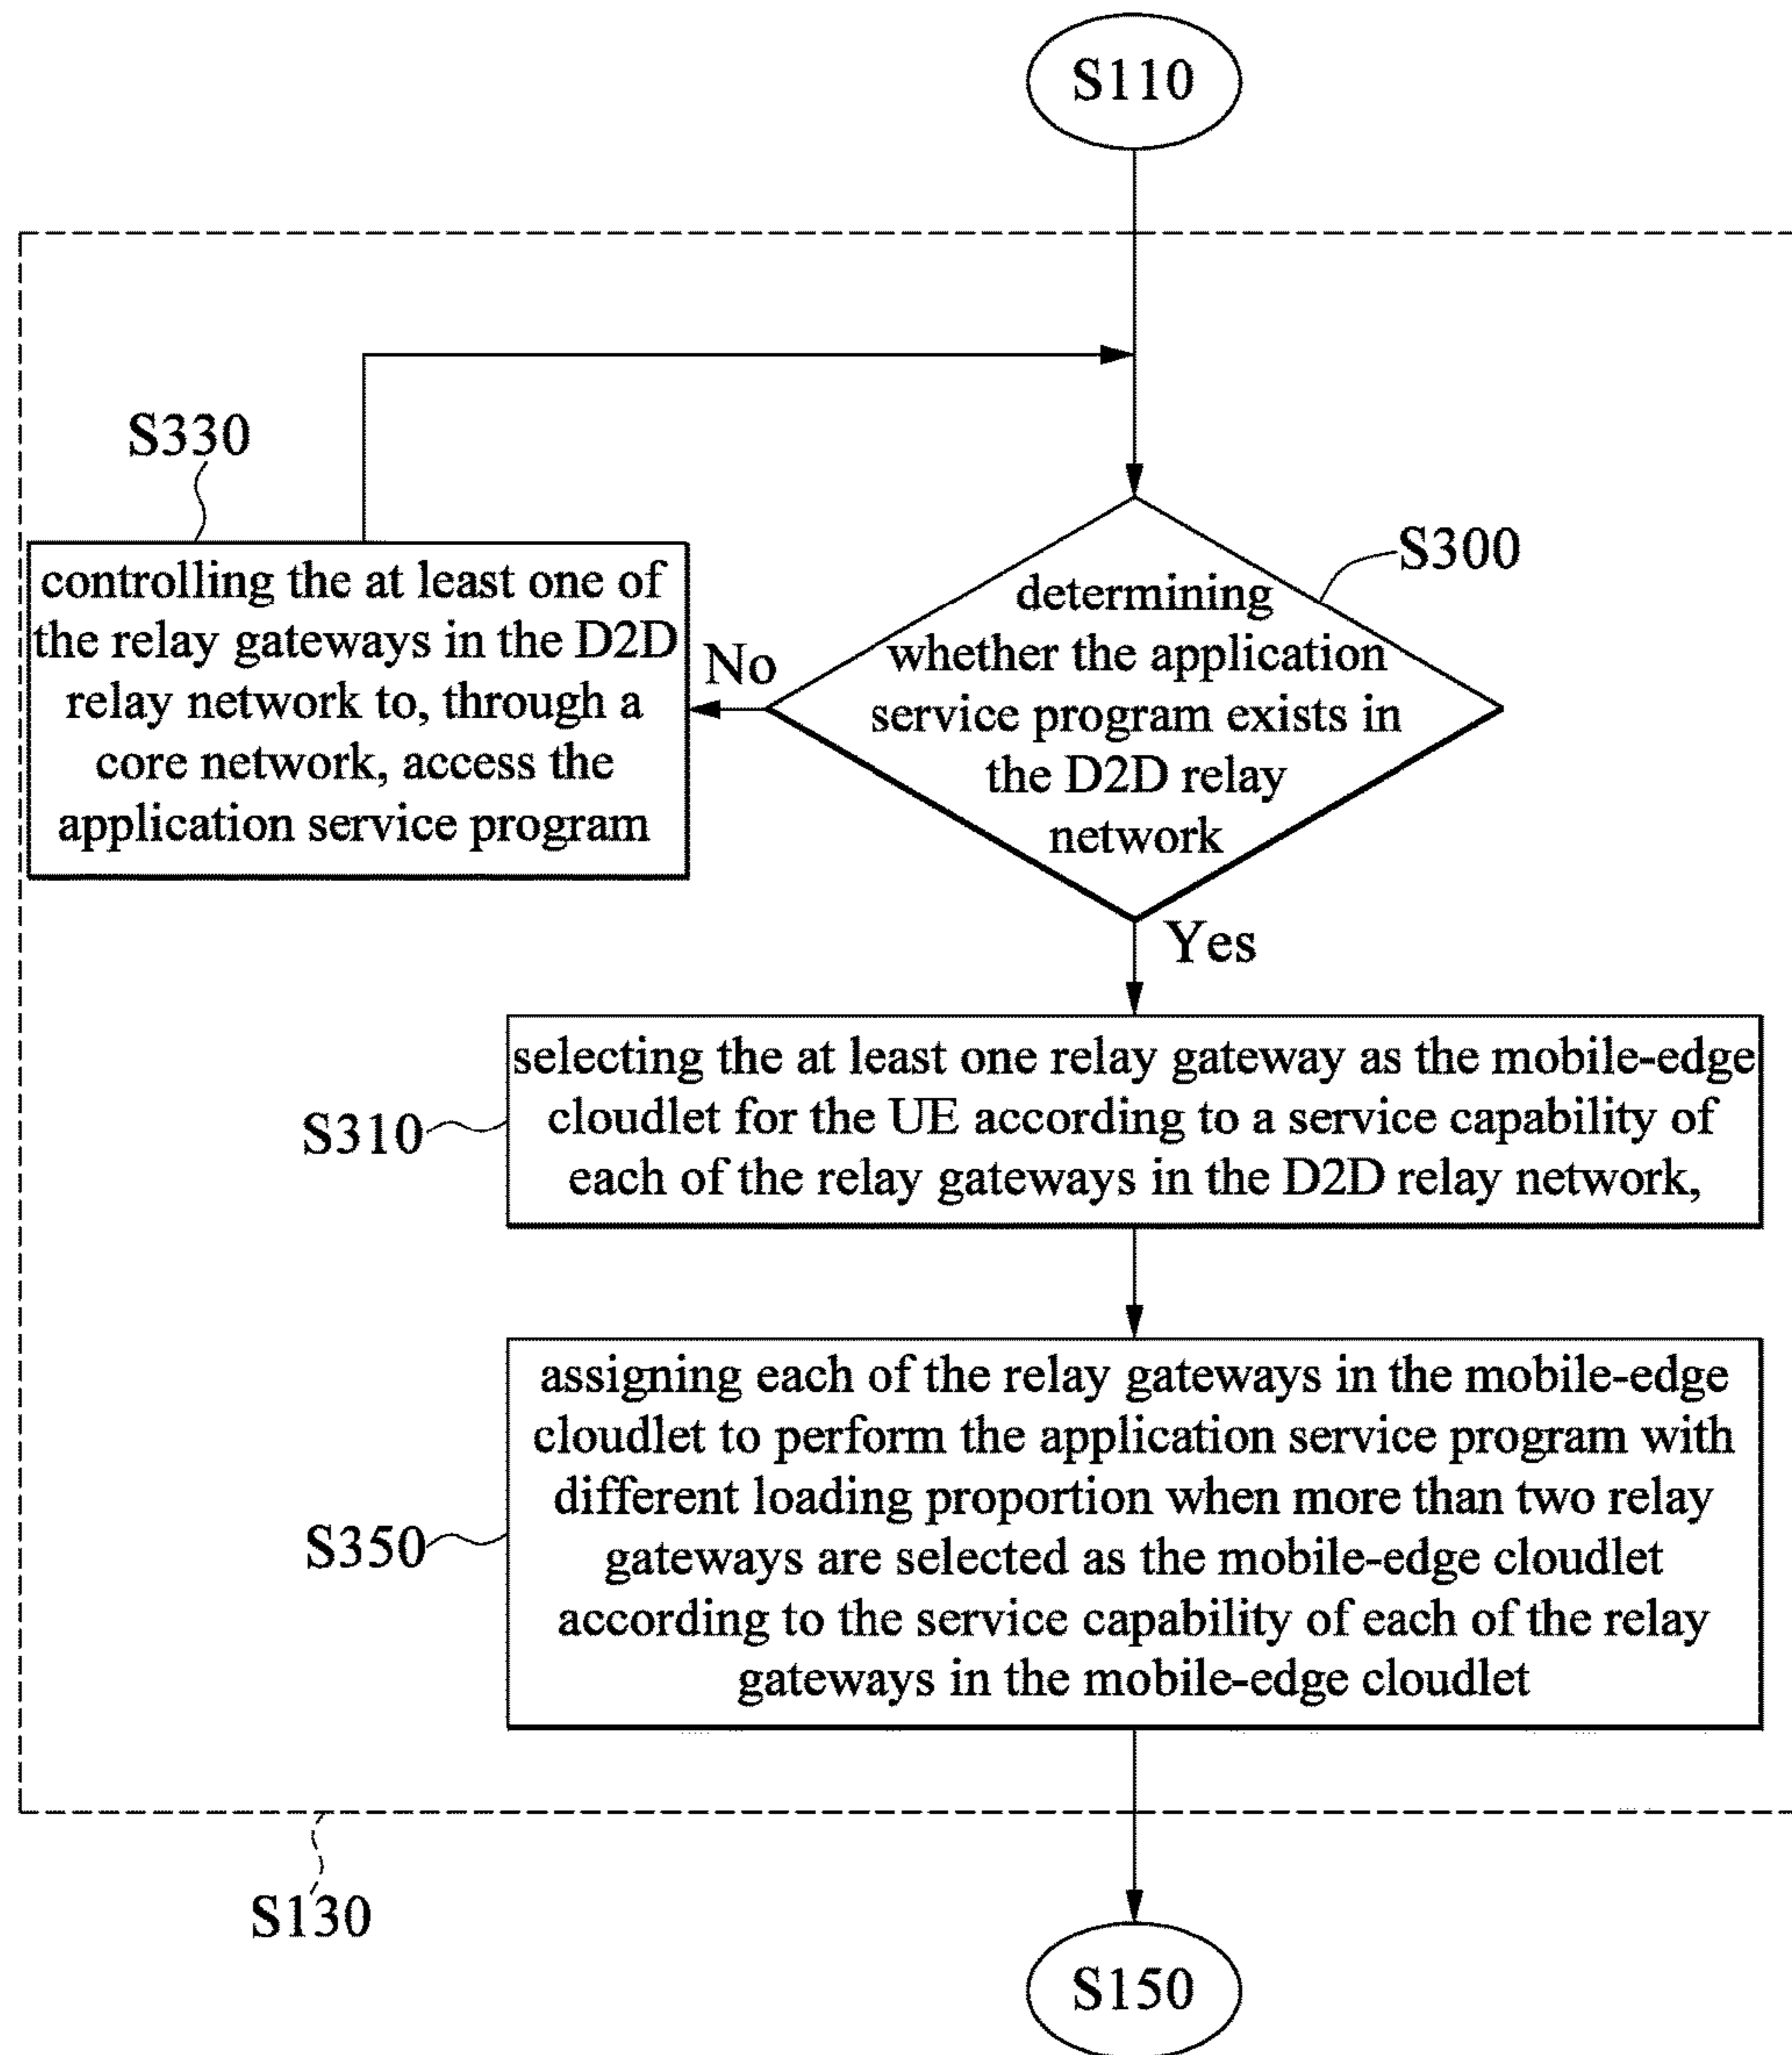 S110
S330
controlling the at least one of
the relay gateways in the D2D
relay network to, through a
core network, access the
application service program
No
S300
determining
whether the application
service program exists in
the D2D relay
network
Yes
S310
selecting the at least one relay gateway as the mobile-edge
cloudlet for the UE according to a service capability of
each of the relay gateways in the D2D relay network,
S350
assigning each of the relay gateways in the mobile-edge
cloudlet to perform the application service program with
different loading proportion when more than two relay
gateways are selected as the mobile-edge cloudlet
according to the service capability of each of the relay
gateways in the mobile-edge cloudlet
S130
S150